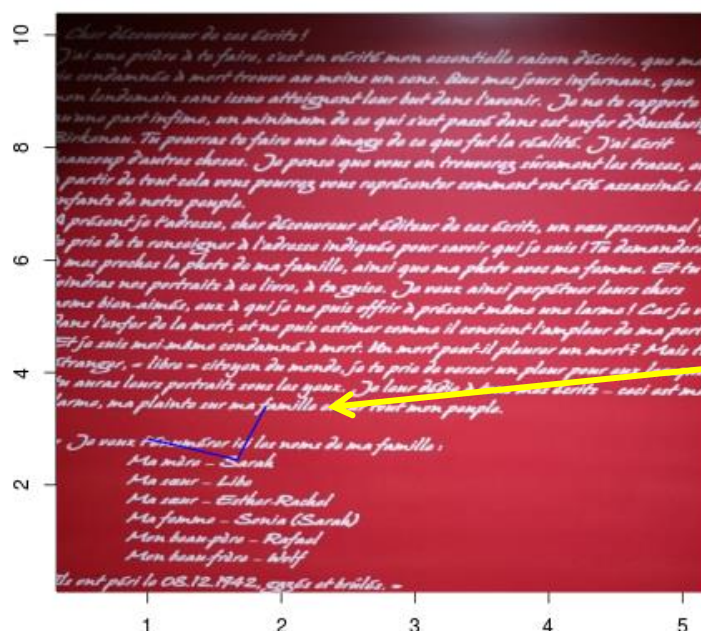 10
8
6
4
2
Cher découvreur de ces écrits !
J'ai une prière à te faire, c'est en vérité mon essentielle raison d'écrire, que ma
vie condamnée à mort trouve au moins un sens. Que mes jours infernaux, que
mon lendemain sans issue atteignent leur but dans l'avenir. Je ne te rapporte
qu'une part infime, un minimum de ce qui s'est passé dans cet enfer d'Auschwi
Birkenau. Tu pourras te faire une image de ce que fut la réalité. J'ai écrit
beaucoup d'autres choses. Je pense que vous en trouverez sûrement les traces,
à partir de tout cela vous pourrez vous représenter comment ont été assassinés
enfants de notre peuple.
A présent je t'adresse, cher découvreur et éditeur de ces écrits, un vœu personnel
te prie de te renseigner à l'adresse indiquée pour savoir qui je suis ! Tu demandera
à mes proches la photo de ma famille, ainsi que ma photo avec ma femme. Et tu
joindras nos portraits à ce livre, à ta guise. Je veux ainsi perpétuer leurs chers
noms bien-aimés, eux à qui je ne puis offrir à présent même une larme ! Car je
dans l'enfer de la mort, et ne puis estimer comme il convient l'ampleur de ma per
Et je suis moi-même condamné à mort. Un mort peut-il pleurer un mort? Mais
étranger, « libre » citoyen du monde, je te prie de verser un pleur pour eux
tu auras leurs portraits sous les yeux. Je leur dédie à écrits – ceci est ma
larme, ma plainte sur ma famille tout mon peuple.
Je veux ici les noms de ma famille :
Ma mère – Sarah
Ma sœur – Libe
Ma sœur – Esther-Rachel
Ma femme – Sonia (Sarah)
Mon beau-père – Rafael
Mon beau-frère – Wolf
Ils ont péri le 08.12.1942, gazés et brûlés. »
1 2 3 4 5